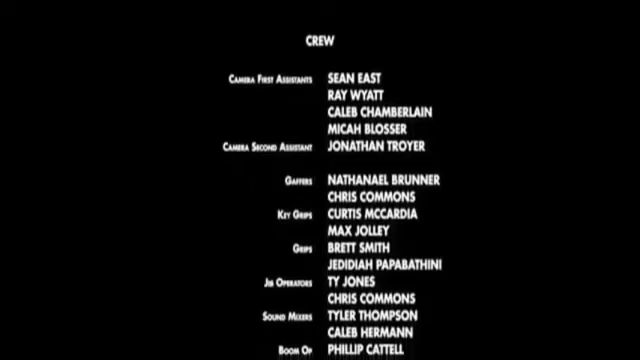 CREW
CAMERA FIRST ASSISTANTS SEAN EAST
RAY WYATT
CALEB CHAMBERLAIN
MICAH BLOSSER
CAMERA SECOND ASSISTANT JONATHAN TROYER
GAFFERS NATHANAEL BRUNNER
CHRIS COMMONS
KEY GRIPS CURTIS MCCARDIA
MAX JOLLEY
GRIPS BRETT SMITH
JEDIDIAH PAPABATHINI
JIB OPERATORS TY JONES
CHRIS COMMONS
SOUND MIXERS TYLER THOMPSON
CALEB HERMANN
BOOM OP PHILLIP CATTELL